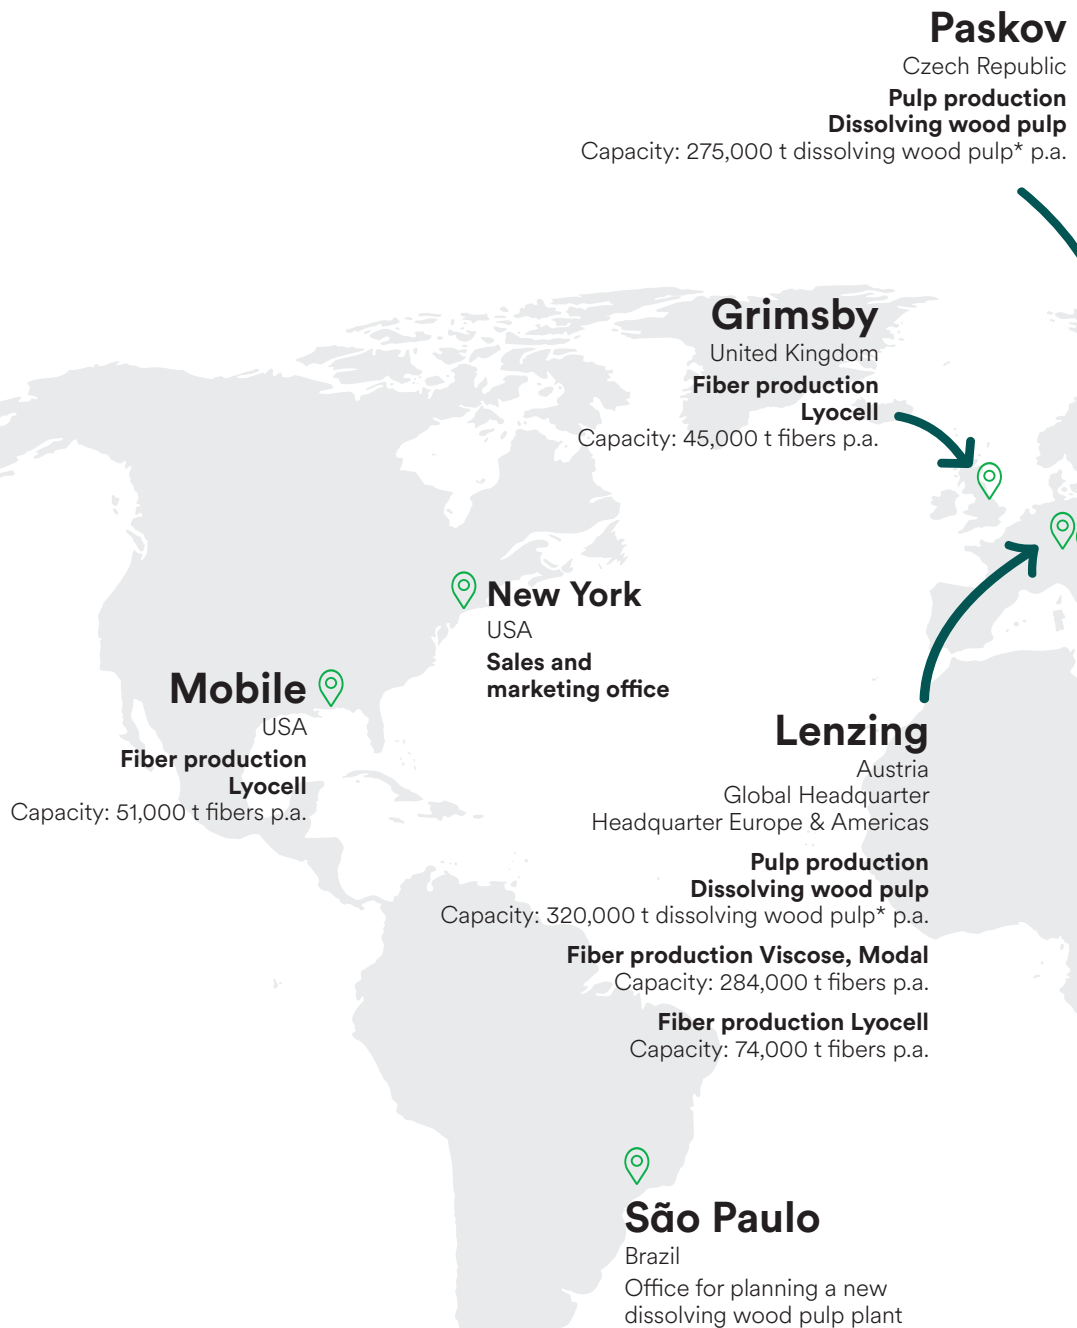 Paskov
Czech Republic
Pulp production
Dissolving wood pulp
Capacity: 275,000 t dissolving wood pulp* p.a.
Grimsby
United Kingdom
Fiber production
Lyocell
Capacity: 45,000 t fibers p.a.
New York
USA
Sales and
marketing office
Mobile
USA
Fiber production
Lyocell
Capacity: 51,000 t fibers p.a.
Lenzing
Austria
Global Headquarter
Headquarter Europe & Americas
Pulp production
Dissolving wood pulp
Capacity: 320,000 t dissolving wood pulp* p.a.
Fiber production Viscose, Modal
Capacity: 284,000 t fibers p.a.
Fiber production Lyocell
Capacity: 74,000 t fibers p.a.
São Paulo
Brazil
Office for planning a new
dissolving wood pulp plant